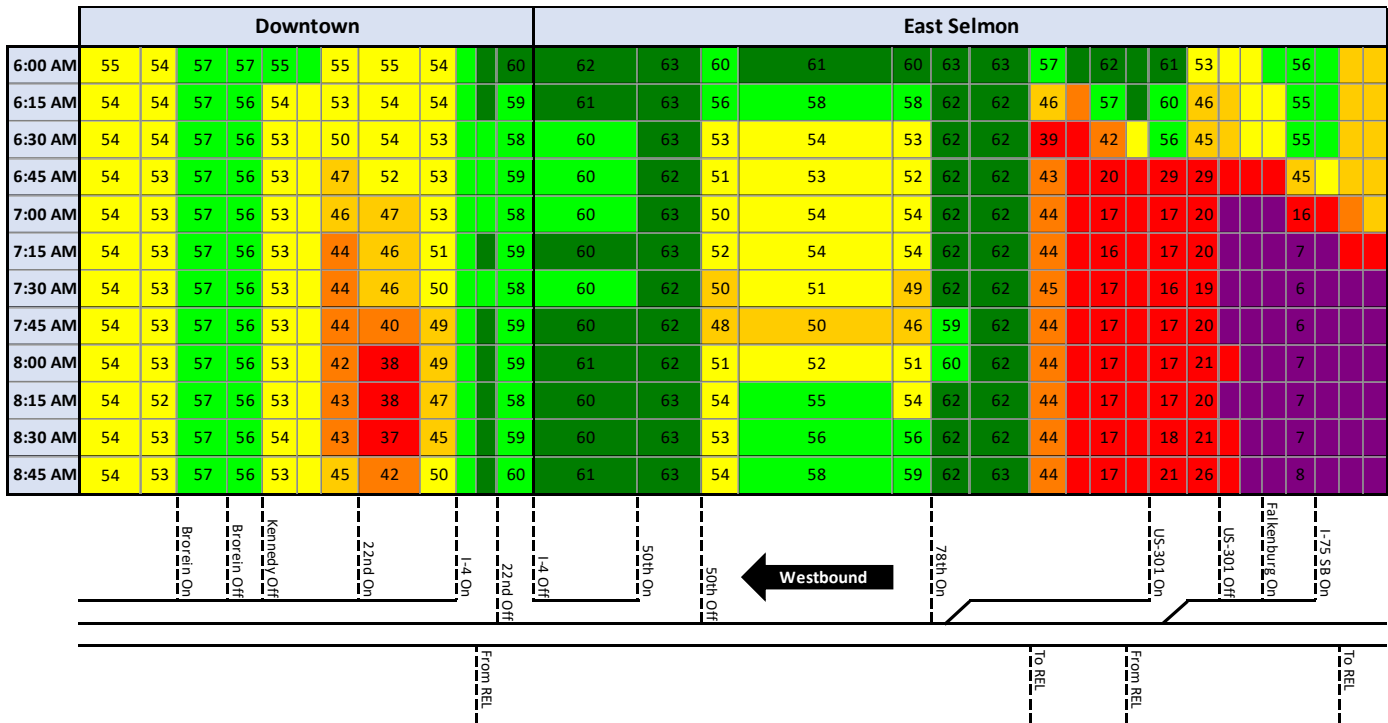 Downtown East Selmon
6:00 AM 55 54 57 57 55 55 55 54 60 62 63 60 61 60 63 63 57 62 61 53 56
6:15 AM 54 54 57 56 54 53 54 54 59 61 63 56 58 58 62 62 46 57 60 46 55
6:30 AM 54 54 57 56 53 50 54 53 58 60 63 53 54 53 62 62 39 42 56 45 55
6:45 AM 54 53 57 56 53 47 52 53 59 60 62 51 53 52 62 62 43 20 29 29 45
7:00 AM 54 53 57 56 53 46 47 53 58 60 63 50 54 54 62 62 44 17 17 20 16
7:15 AM 54 53 57 56 53 44 46 51 59 60 63 52 54 54 62 62 44 16 17 20 7
7:30 AM 54 53 57 56 53 44 46 50 58 60 62 50 51 49 62 62 45 17 16 19 6
7:45 AM 54 53 57 56 53 44 40 49 59 60 62 48 50 46 59 62 44 17 17 20 6
8:00 AM 54 53 57 56 53 42 38 49 59 61 62 51 52 51 60 62 44 17 17 21 7
8:15 AM 54 52 57 56 53 43 38 47 58 60 63 54 55 54 62 62 44 17 17 20 7
8:30 AM 54 53 57 56 54 43 37 45 59 60 63 53 56 56 62 62 44 17 18 21 7
8:45 AM 54 53 57 56 53 45 42 50 60 61 63 54 58 59 62 63 44 17 21 26 8
Brorein On
Brorein Off
Kennedy Off
22nd On
I-4 On
22nd Off
I-4 Off
50th On
50th Off
Westbound
78th On
US-301 On
US-301 Off
Falkenburg On
I-75 SB On
From REL
To REL
From REL
To REL